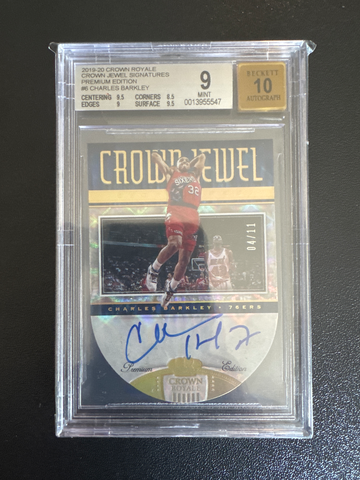 2019-20 CROWN ROYALE
CROWN JEWEL SIGNATURES
PREMIUM EDITION
#6 CHARLES BARKLEY
CENTERING 9.5 CORNERS 8.5
EDGES 9 SURFACE 9.5
9
MINT
0013955547
BECKETT
10
AUTOGRAPH
CROWN JEWEL
SIXERS
32
04/11
CHARLES BARKLEY • 76ERS
Premium Edition
CROWN
ROYALE